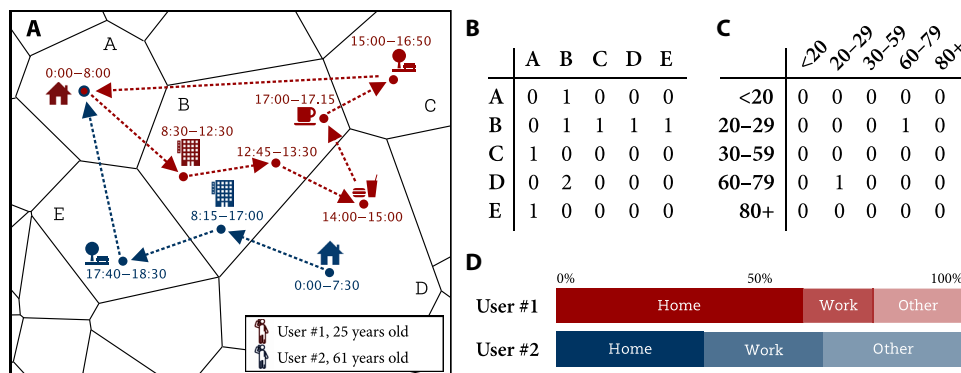 A
A
0:00–8:00
15:00–16:50
B
17:00–17.15
C
8:30–12:30
12:45–13:30
14:00–15:00
E
8:15–17:00
17:40–18:30
0:00–7:30
D
User #1, 25 years old
User #2, 61 years old
B
A B C D E
A 0 1 0 0 0
B 0 1 1 1 1
C 1 0 0 0 0
D 0 2 0 0 0
E 1 0 0 0 0
C
<20 20–29 30–59 60–79 80+
<20 0 0 0 0 0
20–29 0 0 0 1 0
30–59 0 0 0 0 0
60–79 0 1 0 0 0
80+ 0 0 0 0 0
D
0% 50% 100%
User #1 Home Work Other
User #2 Home Work Other